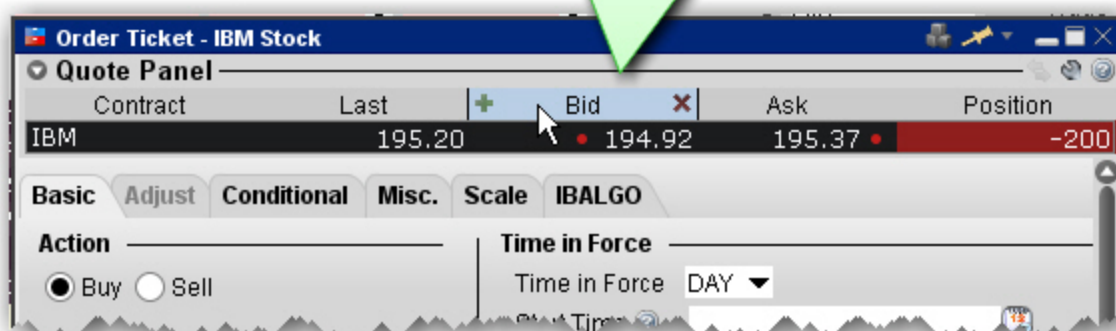 Order Ticket - IBM Stock
Quote Panel
Contract Last Bid Ask Position
IBM 195.20 194.92 195.37 -200
Basic Adjust Conditional Misc. Scale IBALGO
Action
Time in Force
Buy Sell
Time in Force DAY